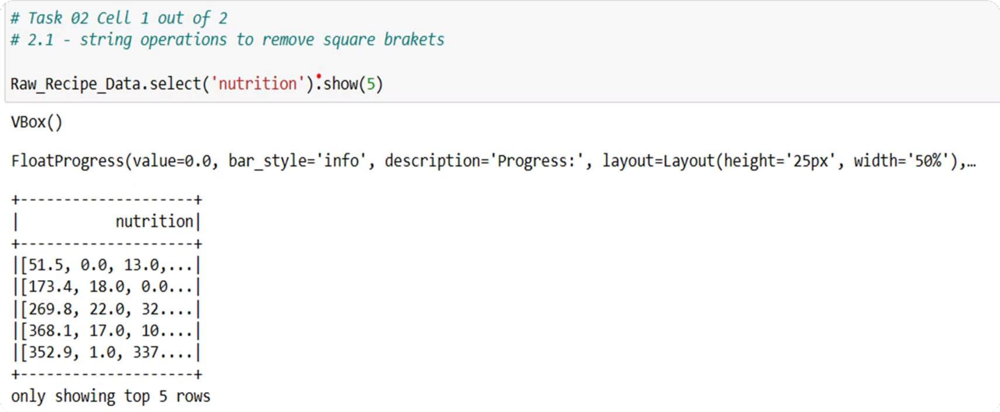 # Task 02 Cell 1 out of 2
# 2.1 - string operations to remove square brakets
Raw_Recipe_Data.select('nutrition').show(5)
VBox()
FloatProgress(value=0.0, bar_style='info', description='Progress:', layout=Layout(height='25px', width='50%'),…
+--------------------+
|           nutrition|
+--------------------+
|[51.5, 0.0, 13.0,...|
|[173.4, 18.0, 0.0...|
|[269.8, 22.0, 32....|
|[368.1, 17.0, 10....|
|[352.9, 1.0, 337....|
+--------------------+
only showing top 5 rows